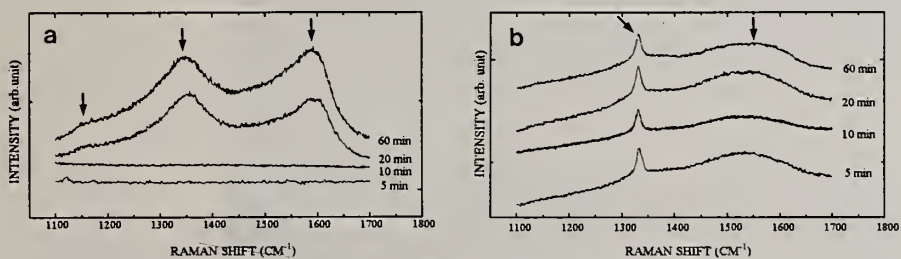 a
INTENSITY (arb.unit)
60 min
20 min
10 min
5 min
1100 1200 1300 1400 1500 1600 1700 1800
RAMAN SHIFT (CM-1)
b
INTENSITY (arb. unit)
60 min
20 min
10 min
5 min
1100 1200 1300 1400 1500 1600 1700 1800
RAMAN SHIFT (CM-1)